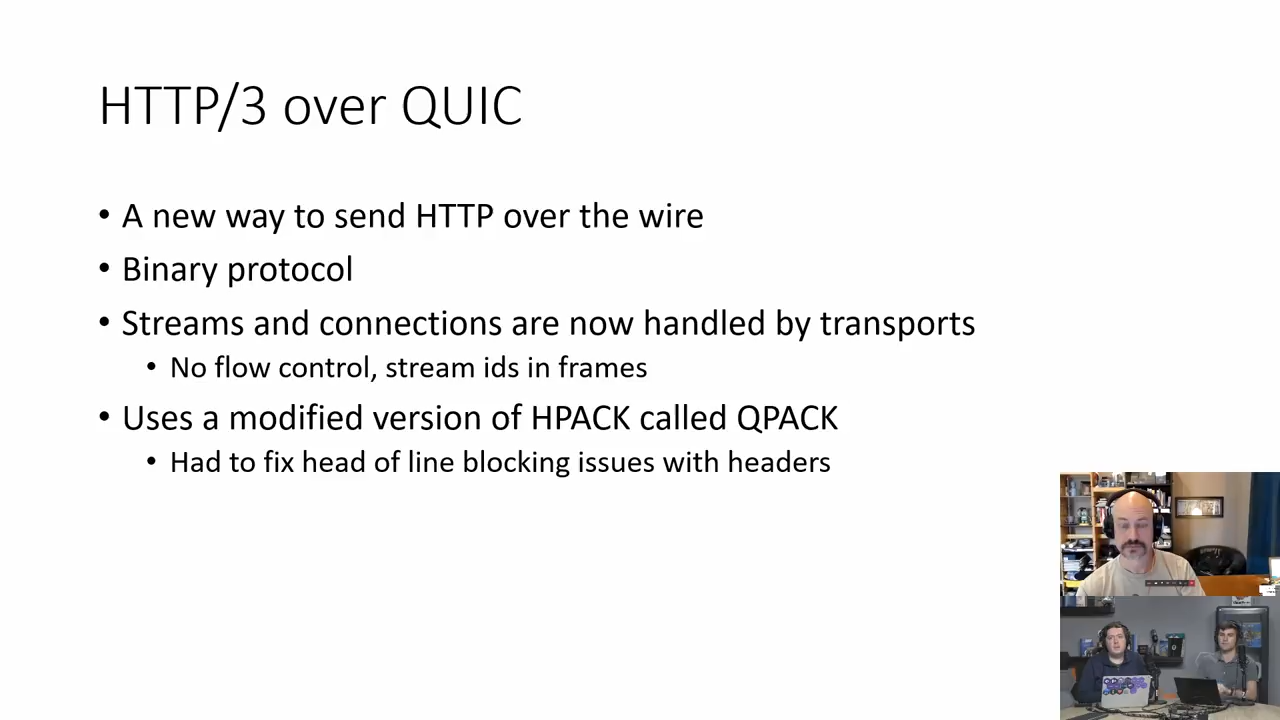 HTTP/3 over QUIC
• A new way to send HTTP over the wire
• Binary protocol
• Streams and connections are now handled by transports
• No flow control, stream ids in frames
• Uses a modified version of HPACK called QPACK
• Had to fix head of line blocking issues with headers